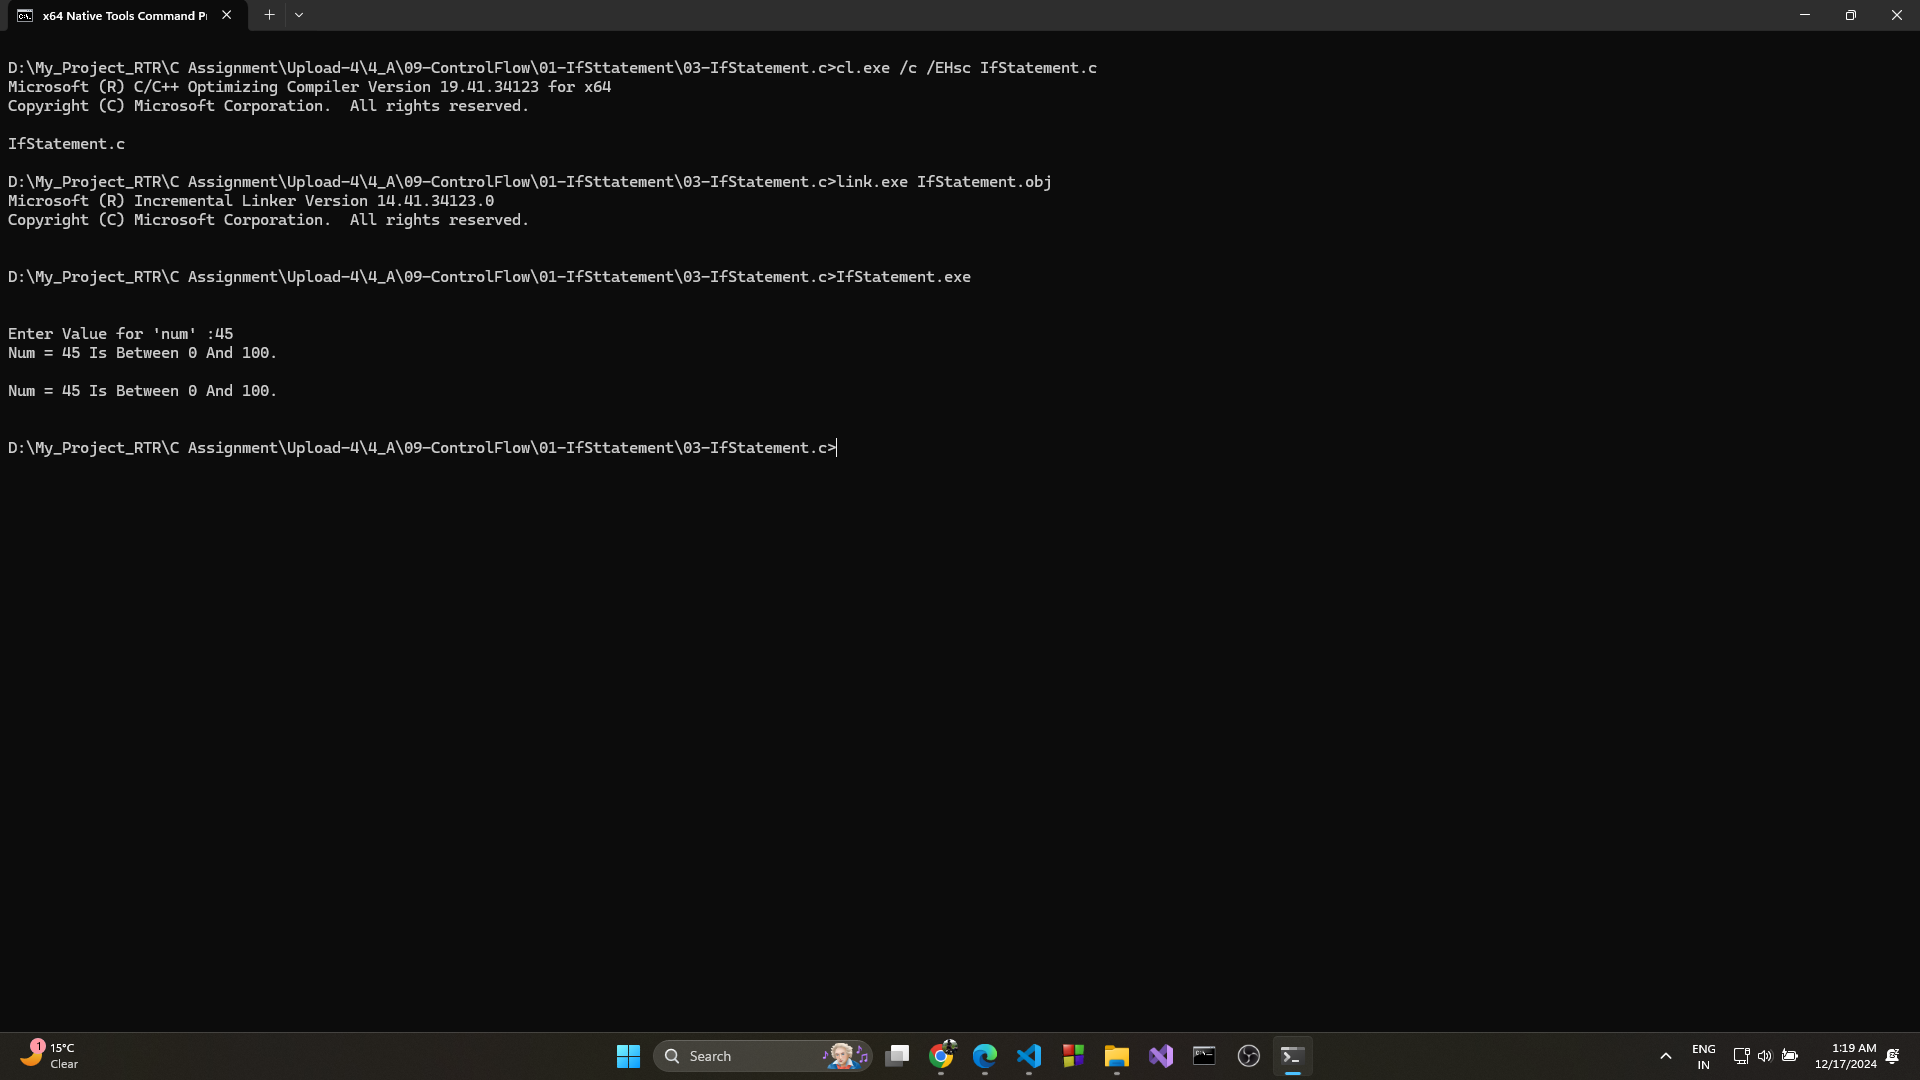 x64 Native Tools Command P
D:\My_Project_RTR\C Assignment\Upload-4\4_A\09-ControlFlow\01-IfSttatement\03-IfStatement.c>cl.exe /c /EHsc IfStatement.c
Microsoft (R) C/C++ Optimizing Compiler Version 19.41.34123 for x64
Copyright (C) Microsoft Corporation.  All rights reserved.
IfStatement.c
D:\My_Project_RTR\C Assignment\Upload-4\4_A\09-ControlFlow\01-IfSttatement\03-IfStatement.c>link.exe IfStatement.obj
Microsoft (R) Incremental Linker Version 14.41.34123.0
Copyright (C) Microsoft Corporation.  All rights reserved.
D:\My_Project_RTR\C Assignment\Upload-4\4_A\09-ControlFlow\01-IfSttatement\03-IfStatement.c>IfStatement.exe
Enter Value for 'num' :45
Num = 45 Is Between 0 And 100.
Num = 45 Is Between 0 And 100.
D:\My_Project_RTR\C Assignment\Upload-4\4_A\09-ControlFlow\01-IfSttatement\03-IfStatement.c>
1
15°C
Clear
Search
ENG
IN
1:19 AM
12/17/2024